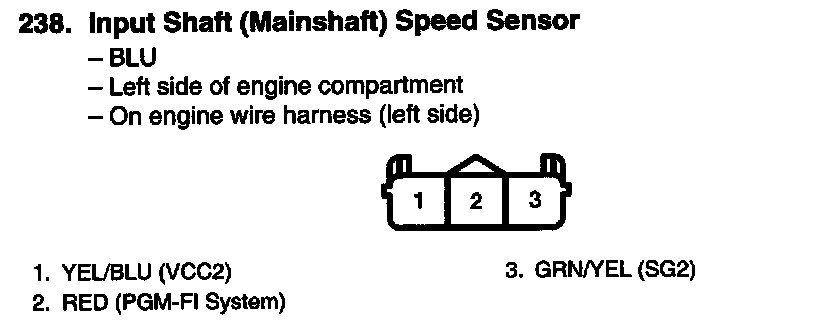 238. Input Shaft (Mainshaft) Speed Sensor
– BLU
– Left side of engine compartment
– On engine wire harness (left side)
1 2 3
1. YEL/BLU (VCC2)
3. GRN/YEL (SG2)
2. RED (PGM-FI System)